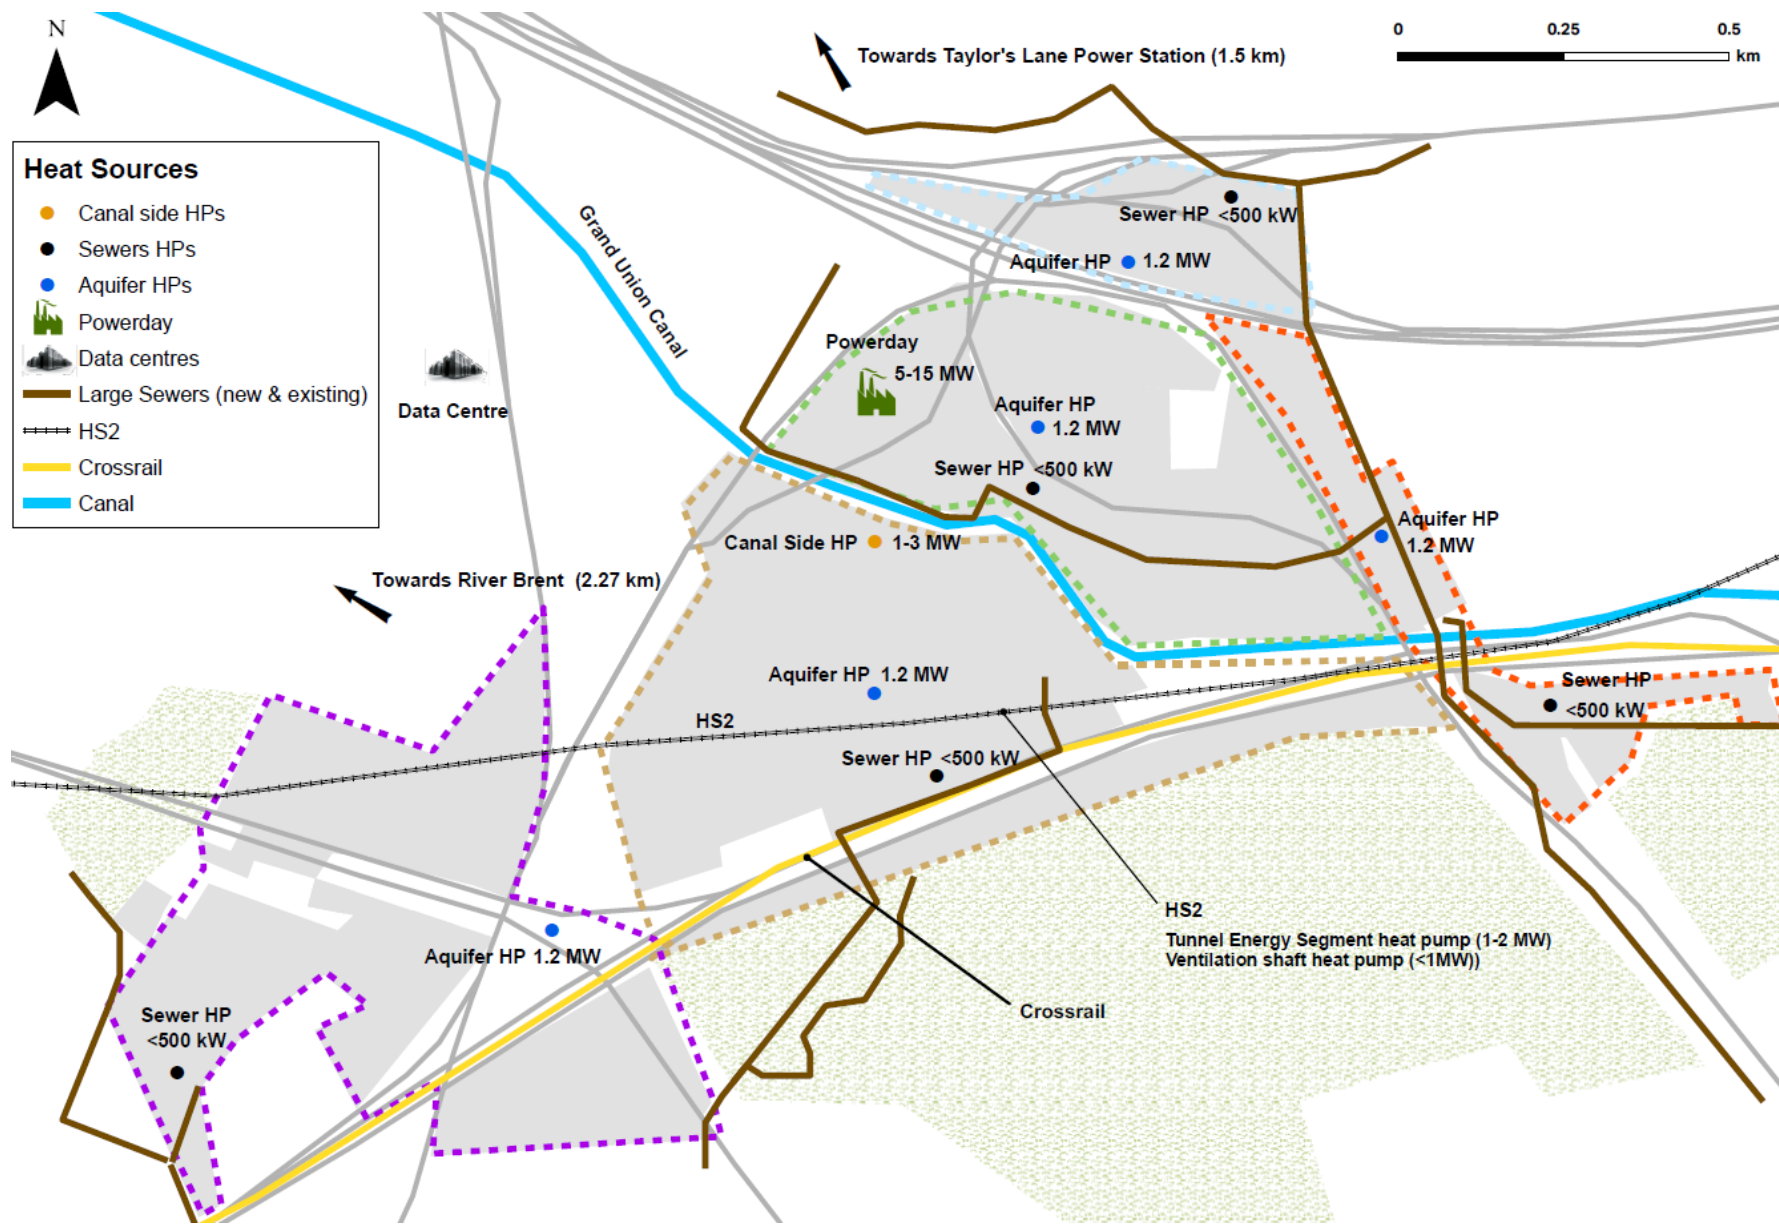 N
Towards Taylor's Lane Power Station (1.5 km)
0
0.25
0.5
km
Heat Sources
Canal side HPs
Sewers HPs
Aquifer HPs
Powerday
Data centres
Large Sewers (new & existing)
HS2
Crossrail
Canal
Grand Union Canal
Sewer HP <500 kW
Aquifer HP 1.2 MW
Powerday
5-15 MW
Data Centre
Aquifer HP
1.2 MW
Sewer HP <500 kW
Aquifer HP
1.2 MW
Canal Side HP 1-3 MW
Towards River Brent (2.27 km)
Aquifer HP 1.2 MW
Sewer HP
<500 kW
HS2
Sewer HP <500 kW
HS2
Tunnel Energy Segment heat pump (1-2 MW)
Ventilation shaft heat pump (<1MW))
Aquifer HP 1.2 MW
Crossrail
Sewer HP
<500 kW